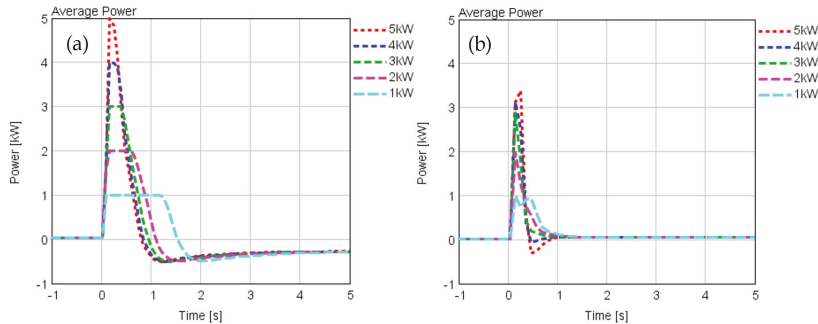 Average Power
(a)
5kW
4kW
3kW
2kW
1kW
Power [kW]
5
4
3
2
1
0
-1
-1 0 1 2 3 4 5
Time [s]
Average Power
(b)
5kW
4kW
3kW
2kW
1kW
Power [kW]
5
4
3
2
1
0
-1
-1 0 1 2 3 4 5
Time [s]